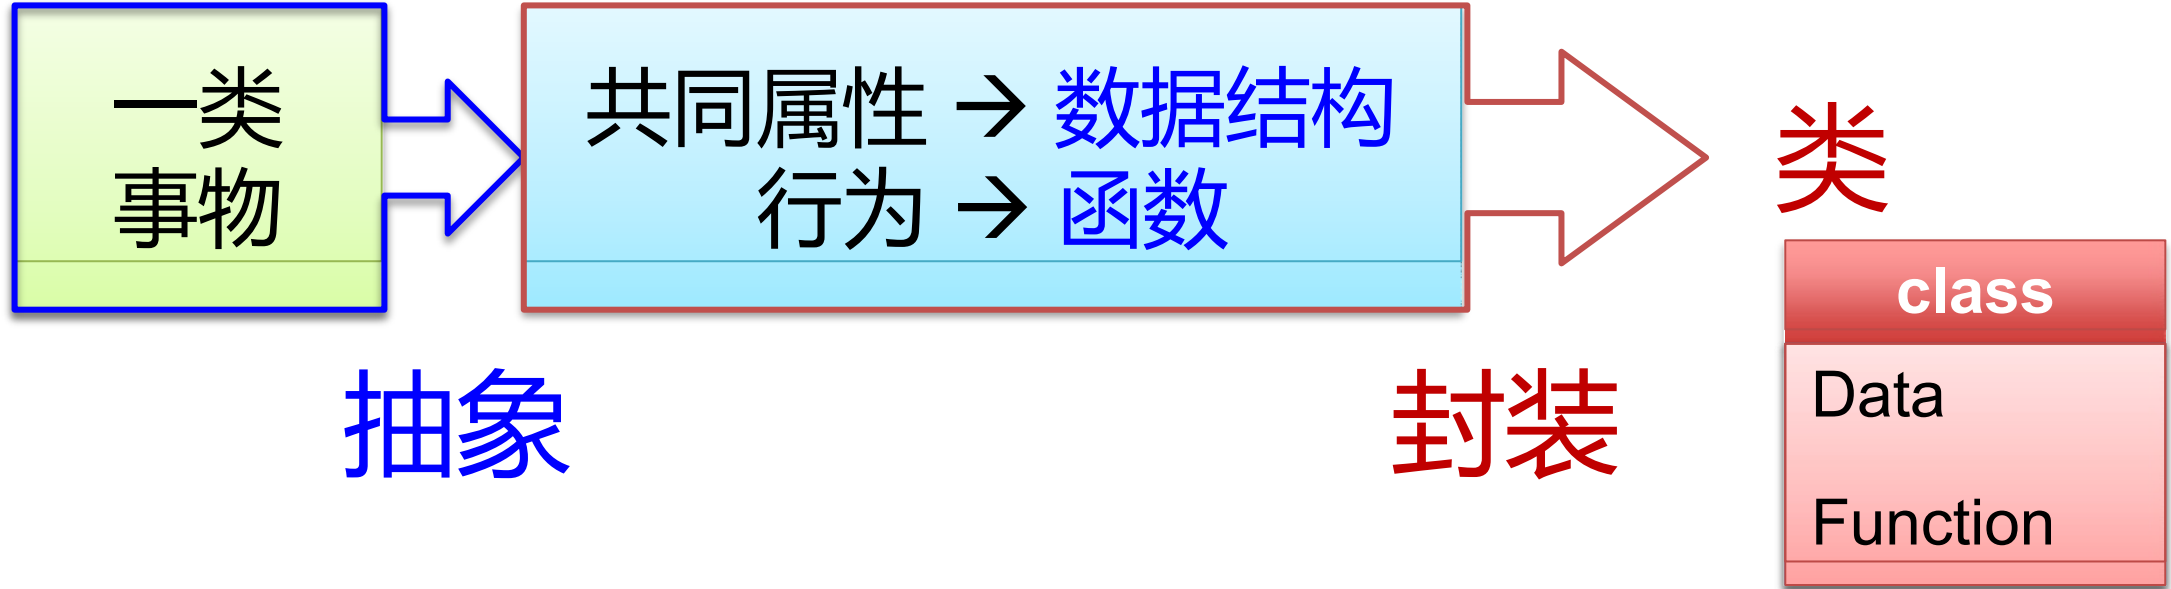 一类
事物
共同属性 → 数据结构
行为 → 函数
类
抽象
封装
class
Data
Function